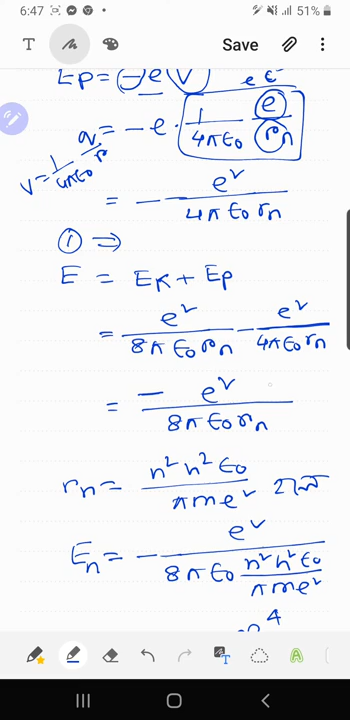 6:47 51%
T Save
Ep = (-e)(V) e e⁻
= -e · 1/4πε₀ e/rₙ
V = 1/4πε₀ q/r
= - e²/4πε₀rₙ
① ⇒
E = Eₖ + Ep
= e²/8πε₀rₙ - e²/4πε₀rₙ
= - e²/8πε₀rₙ
rₙ = n²h²ε₀/πme² হলে
Eₙ = - e²/8πε₀ n²h²ε₀/πme²